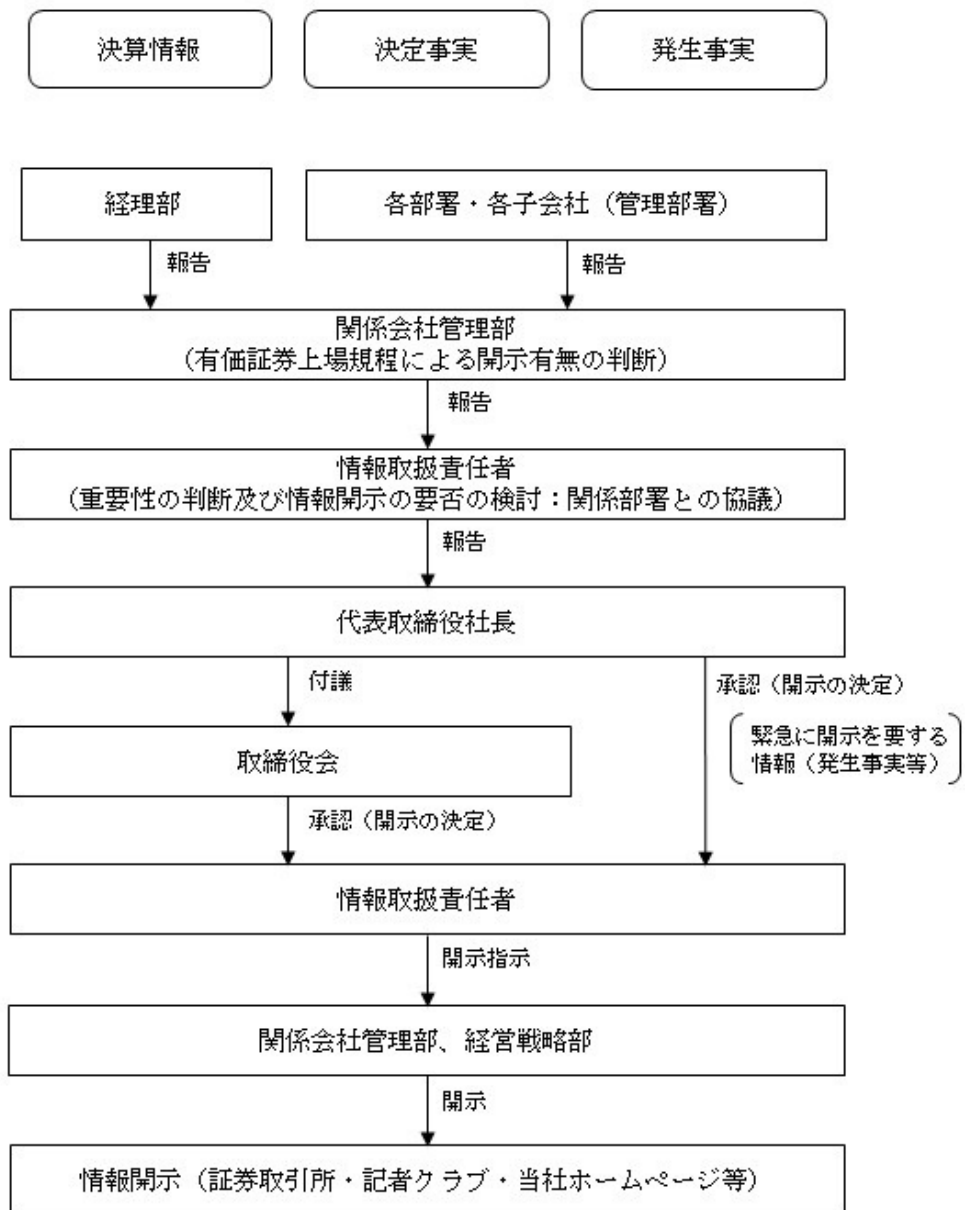 決算情報
決定事実
発生事実
経理部
各部署・各子会社（管理部署）
報告
報告
関係会社管理部
（有価証券上場規程による開示有無の判断）
報告
情報取扱責任者
（重要性の判断及び情報開示の要否の検討：関係部署との協議）
報告
代表取締役社長
付議
承認（開示の決定）
緊急に開示を要する
情報（発生事実等）
取締役会
承認（開示の決定）
情報取扱責任者
開示指示
関係会社管理部、経営戦略部
開示
情報開示（証券取引所・記者クラブ・当社ホームページ等）